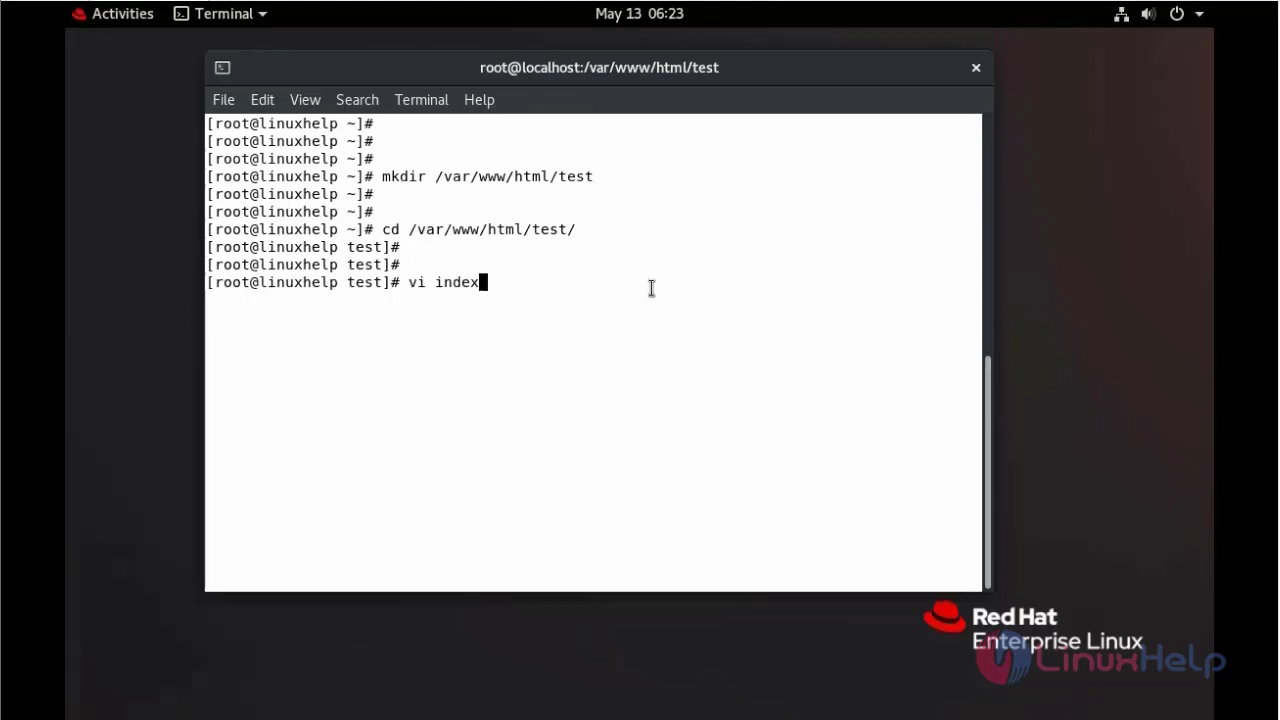 Activities Terminal May 13 06:23
root@localhost:/var/www/html/test
File Edit View Search Terminal Help
[root@linuxhelp ~]#
[root@linuxhelp ~]#
[root@linuxhelp ~]#
[root@linuxhelp ~]# mkdir /var/www/html/test
[root@linuxhelp ~]#
[root@linuxhelp ~]#
[root@linuxhelp ~]# cd /var/www/html/test/
[root@linuxhelp test]#
[root@linuxhelp test]#
[root@linuxhelp test]# vi index
Red Hat
Enterprise Linux
LinuxHelp